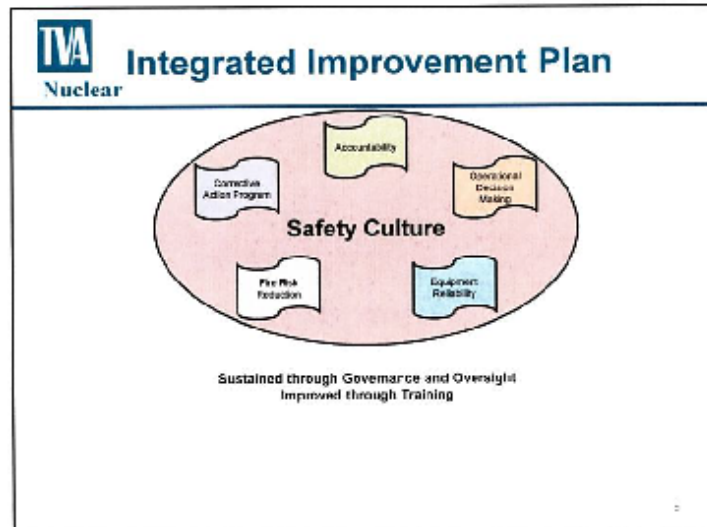 TVA
Integrated Improvement Plan
Nuclear
Accountability
Corrective
Action Program
Operational
Decision
Making
Safety Culture
Fire Risk
Reduction
Equipment
Reliability
Sustained through Governance and Oversight
Improved through Training